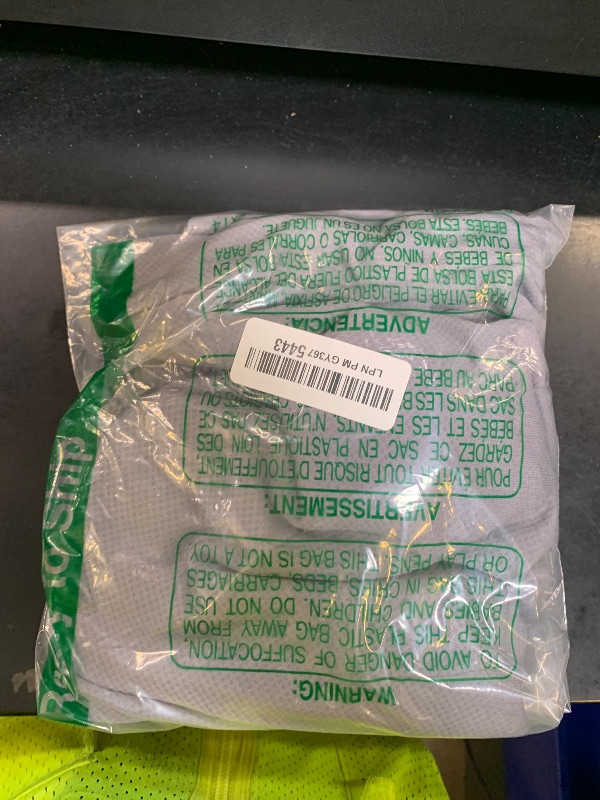 WARNING:
TO AVOID DANGER OF SUFFOCATION,
KEEP THIS PLASTIC BAG AWAY FROM
BABIES AND CHILDREN. DO NOT USE
THIS BAG IN CRIBS, BEDS, CARRIAGES
OR PLAY PENS. THIS BAG IS NOT A TOY
AVERTISSEMENT:
POUR EVITER TOUT RISQUE D'ETOUFFEMENT,
GARDEZ CE SAC EN PLASTIQUE LOIN DES
BEBES ET LES ENFANTS. N'UTILISEZ PAS CE
SAC DANS LES
PARC AU BEBE
LPN PM GY367 5443
ADVERTENCIA:
PARA EVITAR EL PELIGRO DE ASFIXIA
ESTA BOLSA DE PLASTICO FUERA DEL ALCANCE
DE BEBES Y NINOS. NO USAR ESTA BOLSA EN
CUNAS, CAMAS, CARRIOLAS O CORRALES PARA
BEBES. ESTA BOLSA NO ES UN JUGUETE.
Ready To Ship